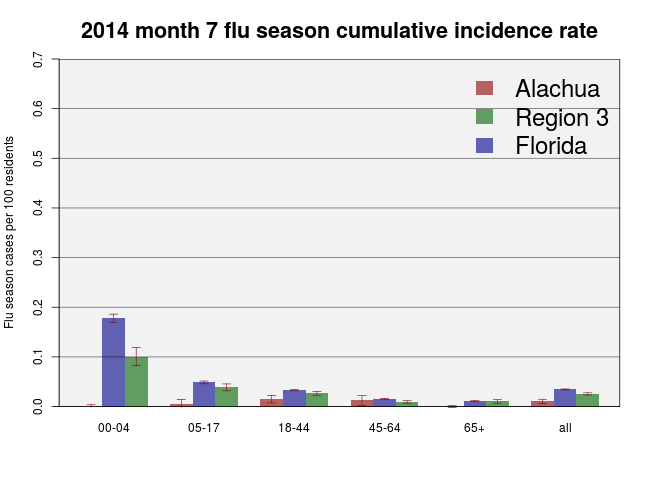 2014 month 7 flu season cumulative incidence rate
Flu season cases per 100 residents
0.7
0.6
0.5
0.4
0.3
0.2
0.1
0.0
Alachua
Region 3
Florida
00-04
05-17
18-44
45-64
65+
all